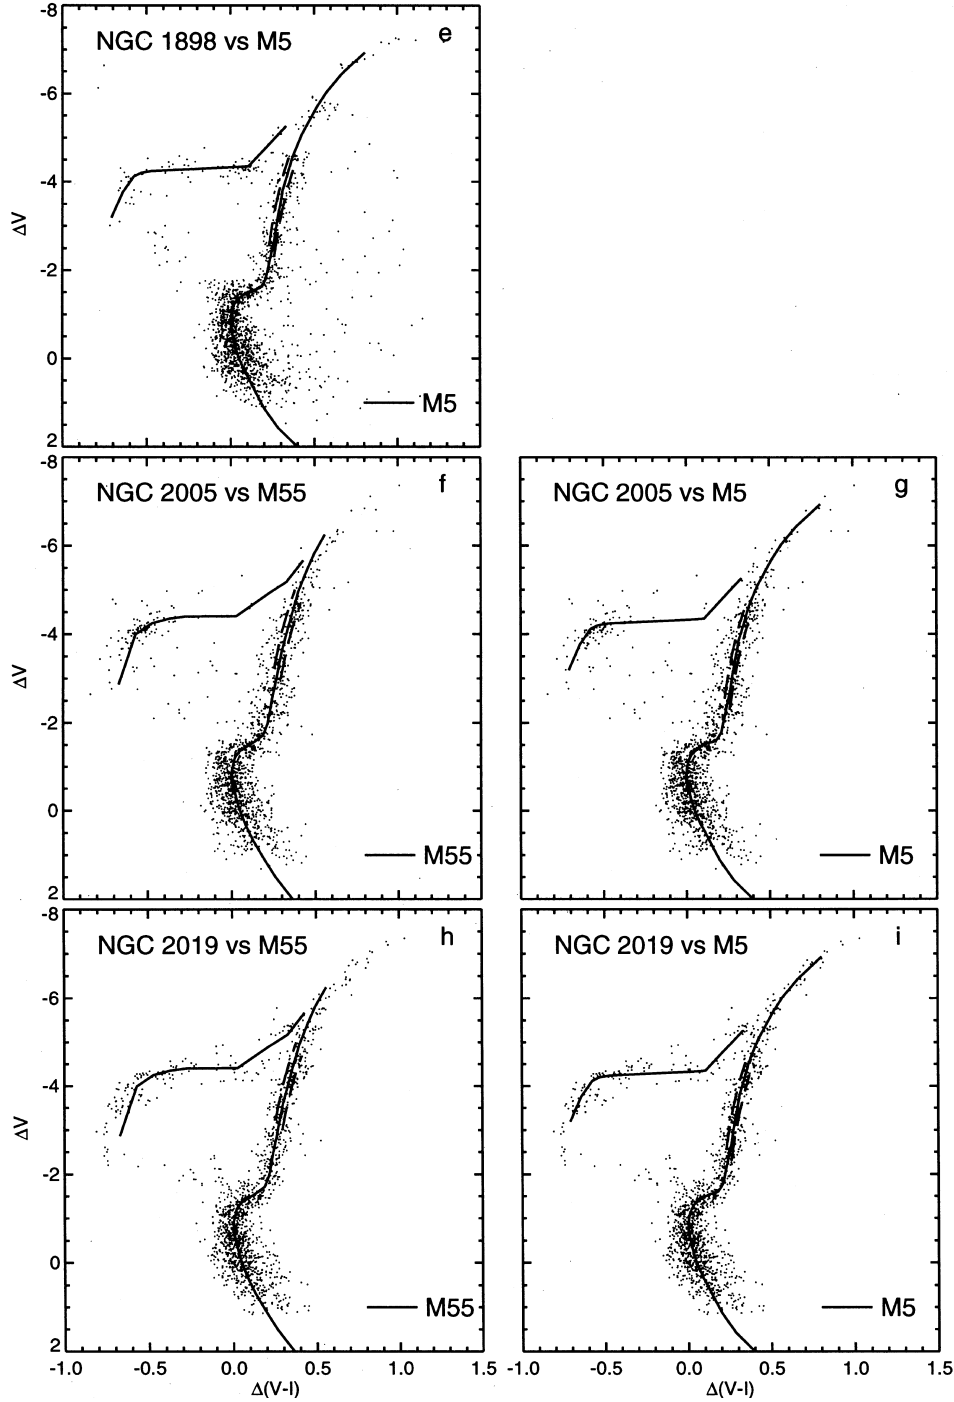 -8
NGC 1898 vs M5 e
-6
-4
ΔV
-2
0
M5
2
-8
NGC 2005 vs M55 f
NGC 2005 vs M5 g
-6
-4
ΔV
-2
0
M55
M5
2
-8
NGC 2019 vs M55 h
NGC 2019 vs M5 i
-6
-4
ΔV
-2
0
M55
M5
2
-1.0 -0.5 0.0 0.5 1.0 1.5
-1.0 -0.5 0.0 0.5 1.0 1.5
Δ(V-I)
Δ(V-I)